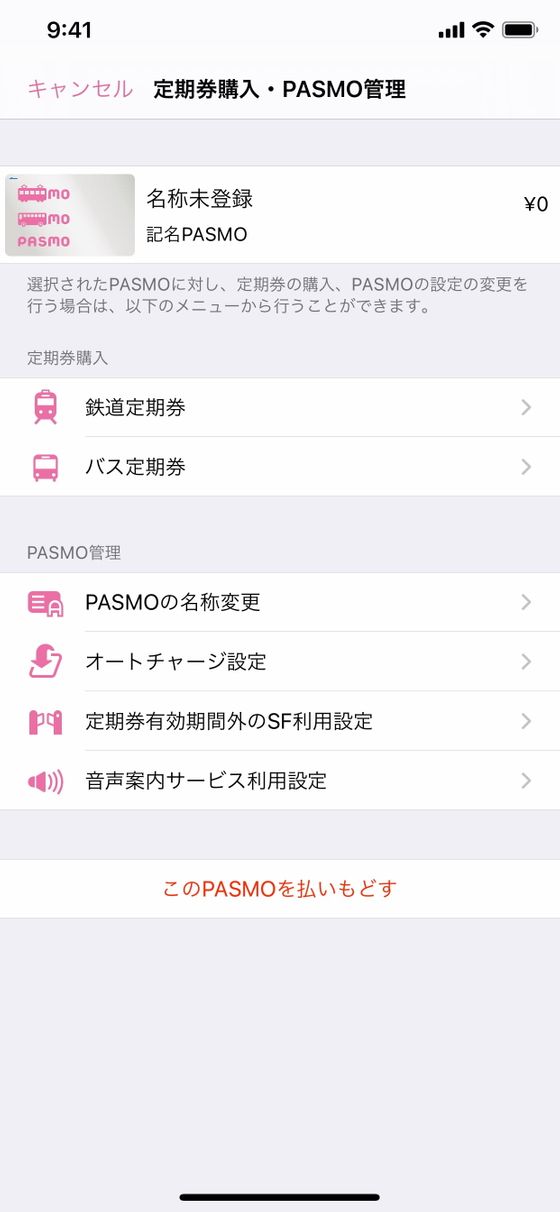 9:41
キャンセル 定期券購入・PASMO管理
MO
MO
PASMO
名称未登録
記名PASMO
¥0
選択されたPASMOに対し、定期券の購入、PASMOの設定の変更を
行う場合は、以下のメニューから行うことができます。
定期券購入
鉄道定期券
バス定期券
PASMO管理
PASMOの名称変更
オートチャージ設定
定期券有効期間外のSF利用設定
音声案内サービス利用設定
このPASMOを払いもどす